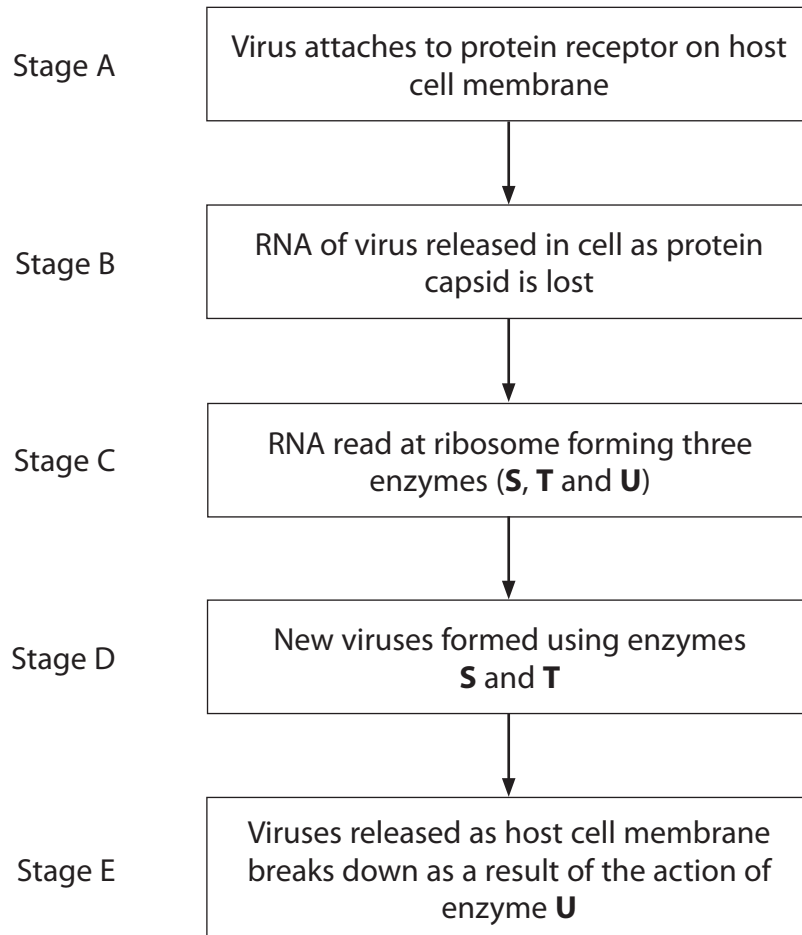 Stage A
Virus attaches to protein receptor on host
cell membrane
Stage B
RNA of virus released in cell as protein
capsid is lost
Stage C
RNA read at ribosome forming three
enzymes (S, T and U)
Stage D
New viruses formed using enzymes
S and T
Stage E
Viruses released as host cell membrane
breaks down as a result of the action of
enzyme U